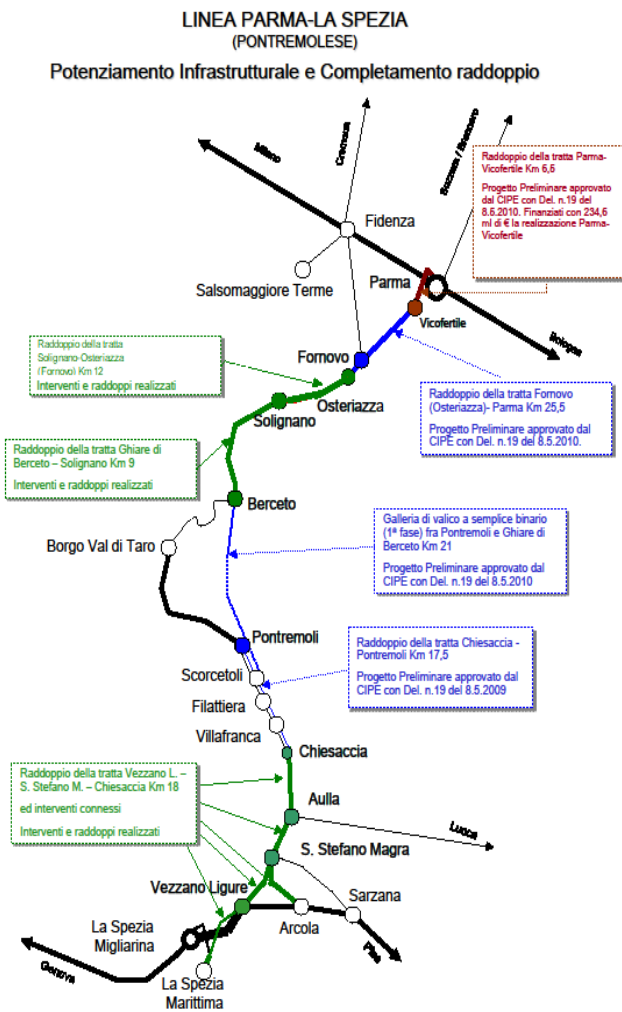 LINEA PARMA-LA SPEZIA
(PONTREMOLESE)
Potenziamento Infrastrutturale e Completamento raddoppio
Milano
Cremona
Bozzano / Brennero
Raddoppio della tratta Parma-
Vicofertile Km 6,5
Progetto Preliminare approvato
dal CIPE con Del. n.19 del
8.5.2010. Finanziati con 234,6
ml di € la realizzazione Parma-
Vicofertile
Fidenza
Salsomaggiore Terme
Parma
Vicofertile
Bologna
Raddoppio della tratta
Solignano-Osteriazza
(Fornovo) Km 12
Interventi e raddoppi realizzati
Fornovo
Osteriazza
Solignano
Raddoppio della tratta Fornovo
(Osteriazza)- Parma Km 25,5
Progetto Preliminare approvato dal
CIPE con Del. n.19 del 8.5.2010.
Raddoppio della tratta Ghiare di
Berceto – Solignano Km 9
Interventi e raddoppi realizzati
Berceto
Borgo Val di Taro
Galleria di valico a semplice binario
(1ª fase) fra Pontremoli e Ghiare di
Berceto Km 21
Progetto Preliminare approvato dal
CIPE con Del. n.19 del 8.5.2010
Pontremoli
Scorcetoli
Filattiera
Villafranca
Raddoppio della tratta Chiesaccia -
Pontremoli Km 17,5
Progetto Preliminare approvato dal
CIPE con Del. n.19 del 8.5.2009
Chiesaccia
Raddoppio della tratta Vezzano L. –
S. Stefano M. – Chiesaccia Km 18
ed interventi connessi
Interventi e raddoppi realizzati
Aulla
Lucca
S. Stefano Magra
Vezzano Ligure
Sarzana
Arcola
La Spezia
Migliarina
Pisa
Genova
La Spezia
Marittima